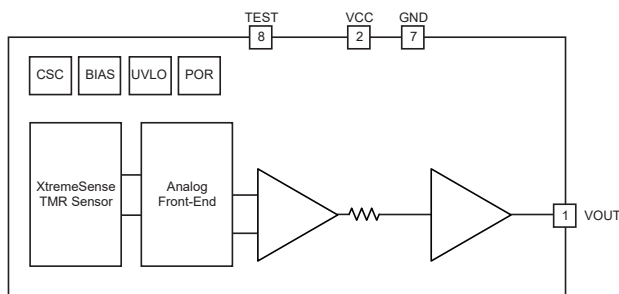 TEST
VCC
GND
8
2
7
CSC
BIAS
UVLO
POR
XtremeSense
TMR Sensor
Analog
Front-End
1
VOUT